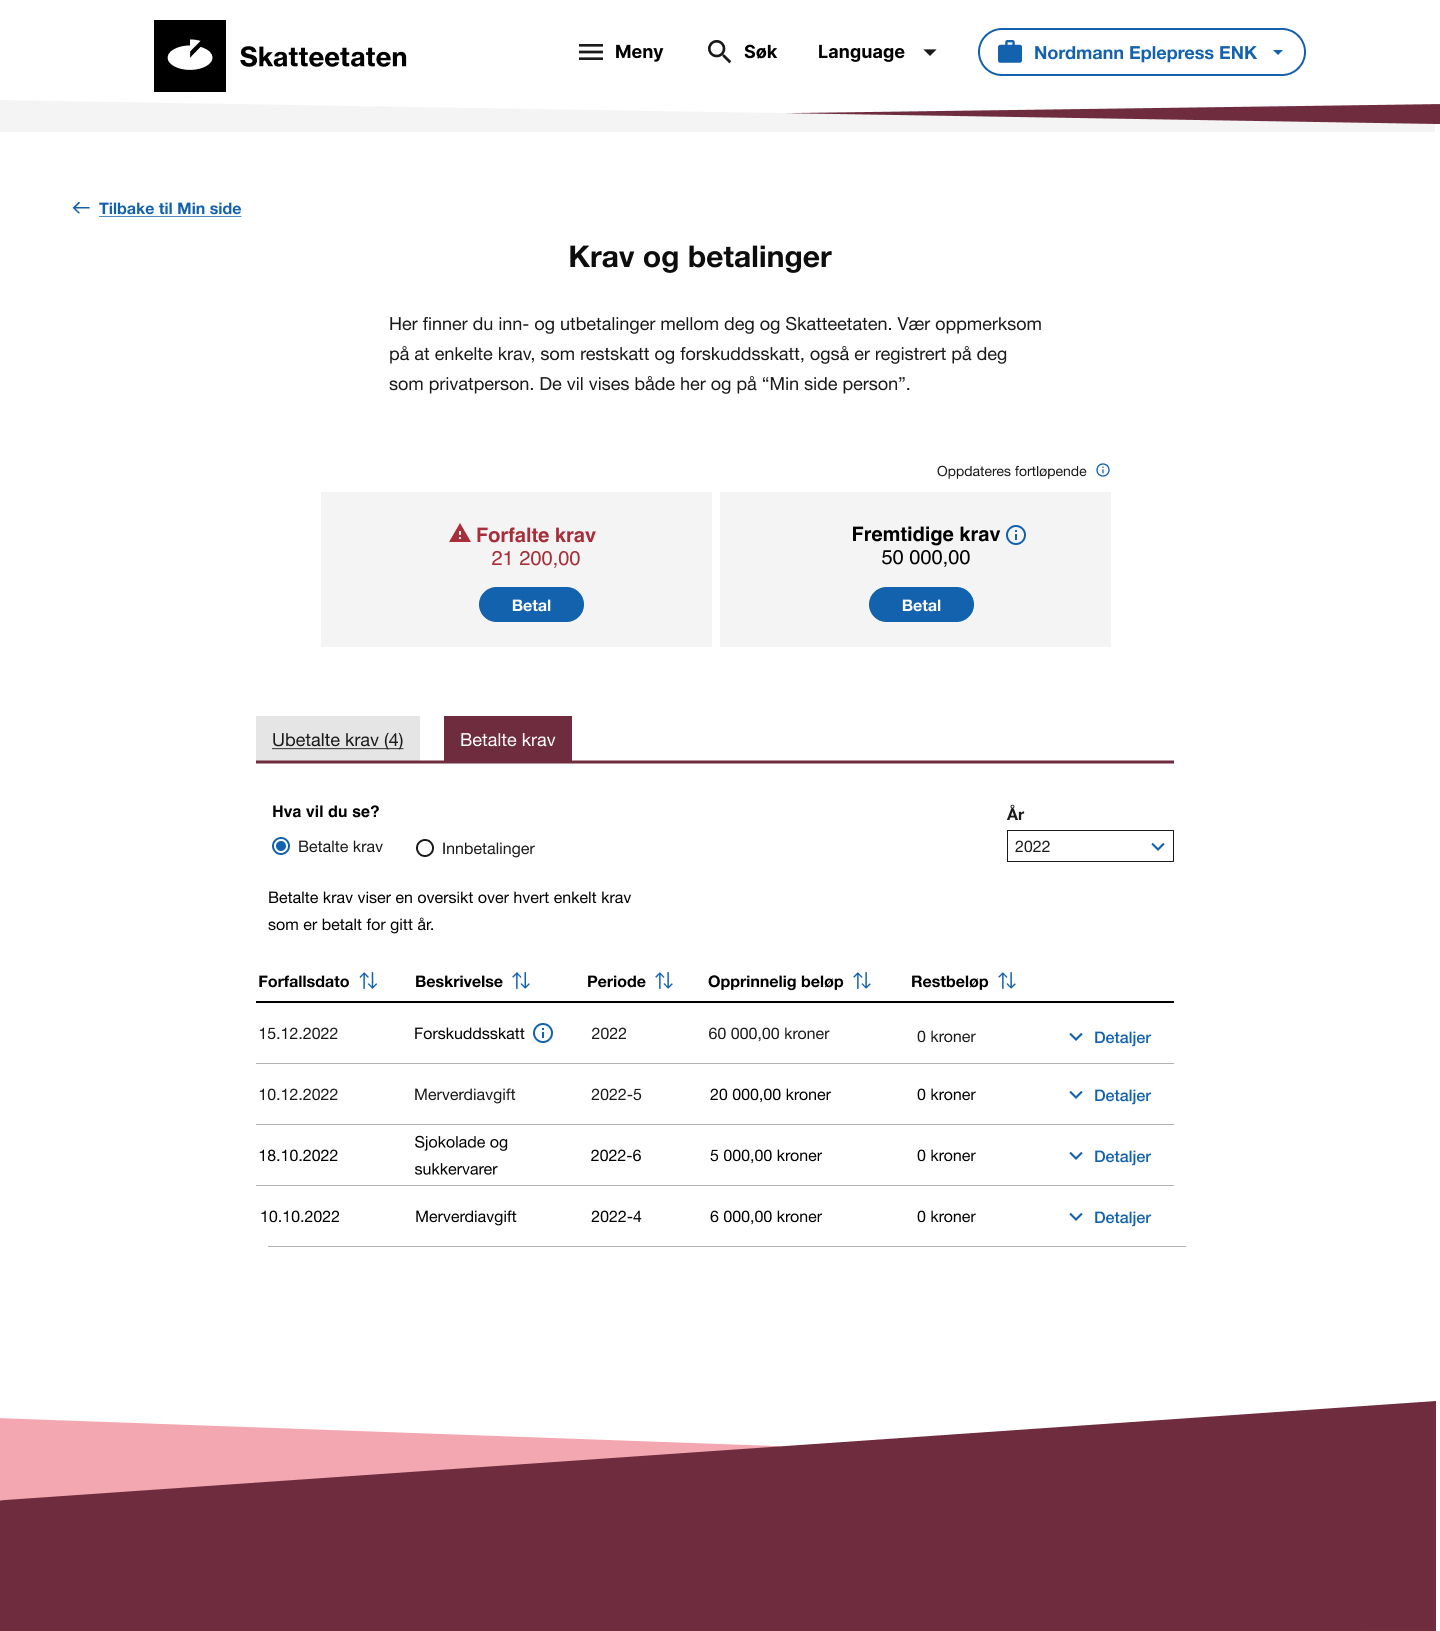 Skatteetaten
Meny
Søk
Language
Nordmann Eplepress ENK
Tilbake til Min side
Krav og betalinger
Her finner du inn- og utbetalinger mellom deg og Skatteetaten. Vær oppmerksom
på at enkelte krav, som restskatt og forskuddsskatt, også er registrert på deg
som privatperson. De vil vises både her og på “Min side person”.
Oppdateres fortløpende
Forfalte krav
21 200,00
Betal
Fremtidige krav
50 000,00
Betal
Ubetalte krav (4)
Betalte krav
Hva vil du se?
Betalte krav
Innbetalinger
År
2022
Betalte krav viser en oversikt over hvert enkelt krav
som er betalt for gitt år.
Forfallsdato Beskrivelse Periode Opprinnelig beløp Restbeløp
15.12.2022 Forskuddsskatt 2022 60 000,00 kroner 0 kroner Detaljer
10.12.2022 Merverdiavgift 2022-5 20 000,00 kroner 0 kroner Detaljer
18.10.2022 Sjokolade og
sukkervarer 2022-6 5 000,00 kroner 0 kroner Detaljer
10.10.2022 Merverdiavgift 2022-4 6 000,00 kroner 0 kroner Detaljer